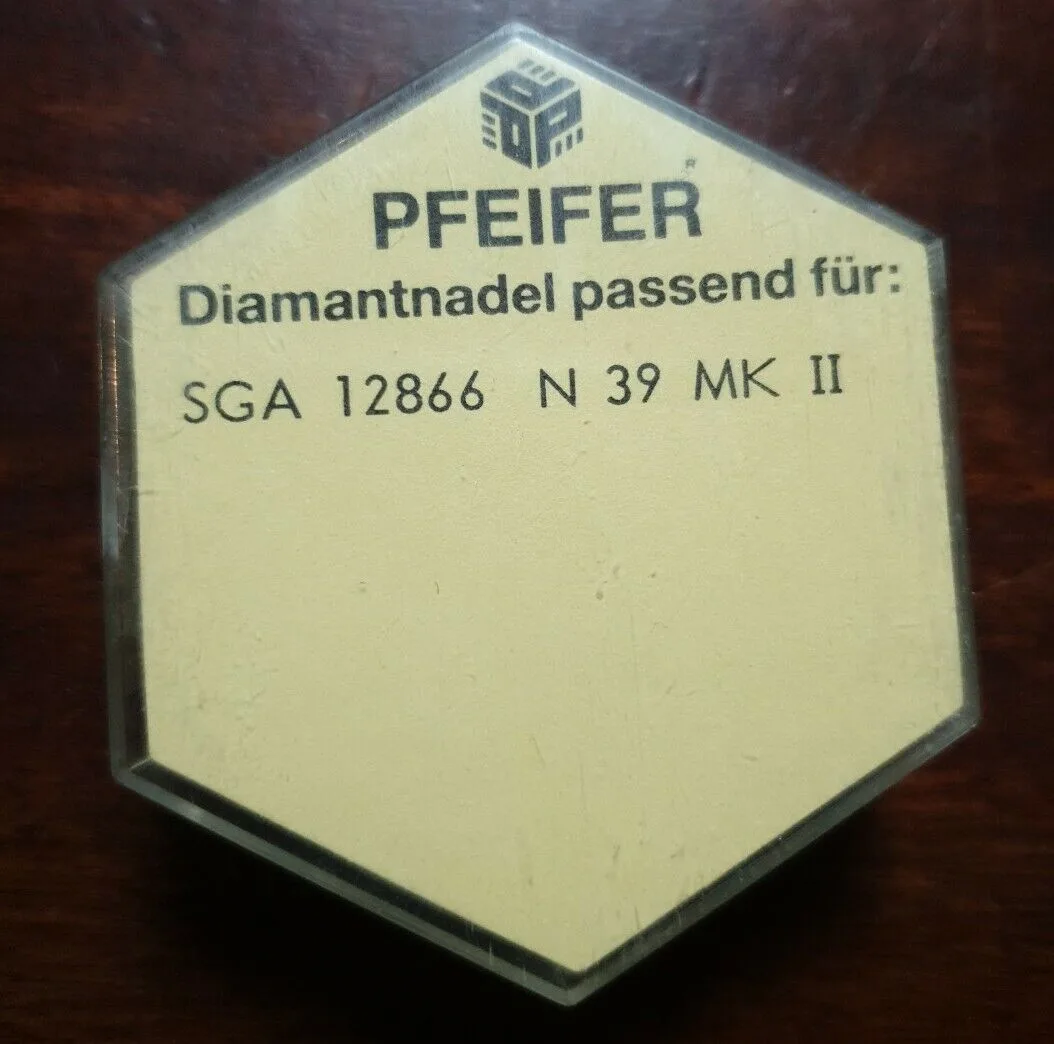 PFEIFER R
Diamantnadel passend für:
SGA 12866 N 39 MK II